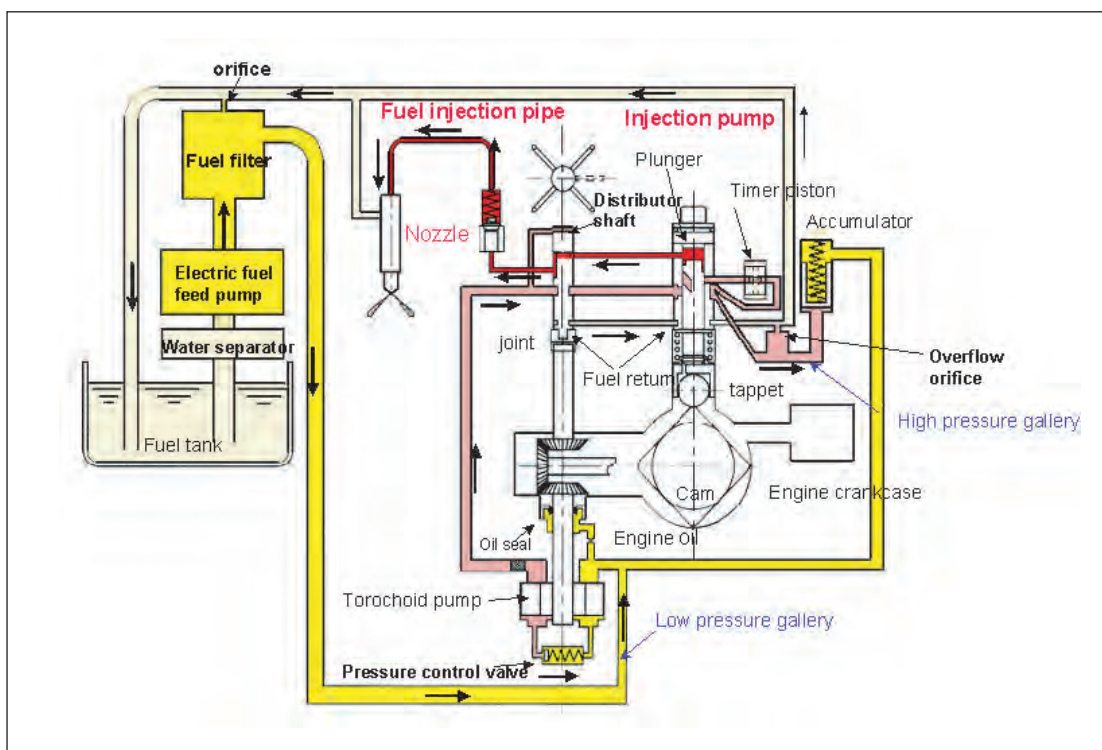 orifice
Fuel injection pipe
Injection pump
Fuel filter
Plunger
Timer piston
Distributor
shaft
Accumulator
Nozzle
Electric fuel
feed pump
Water separator
joint
Fuel return
Overflow
orifice
tappet
Fuel tank
High pressure gallery
Cam
Engine crankcase
Oil seal
Engine oil
Torochoid pump
Low pressure gallery
Pressure control valve